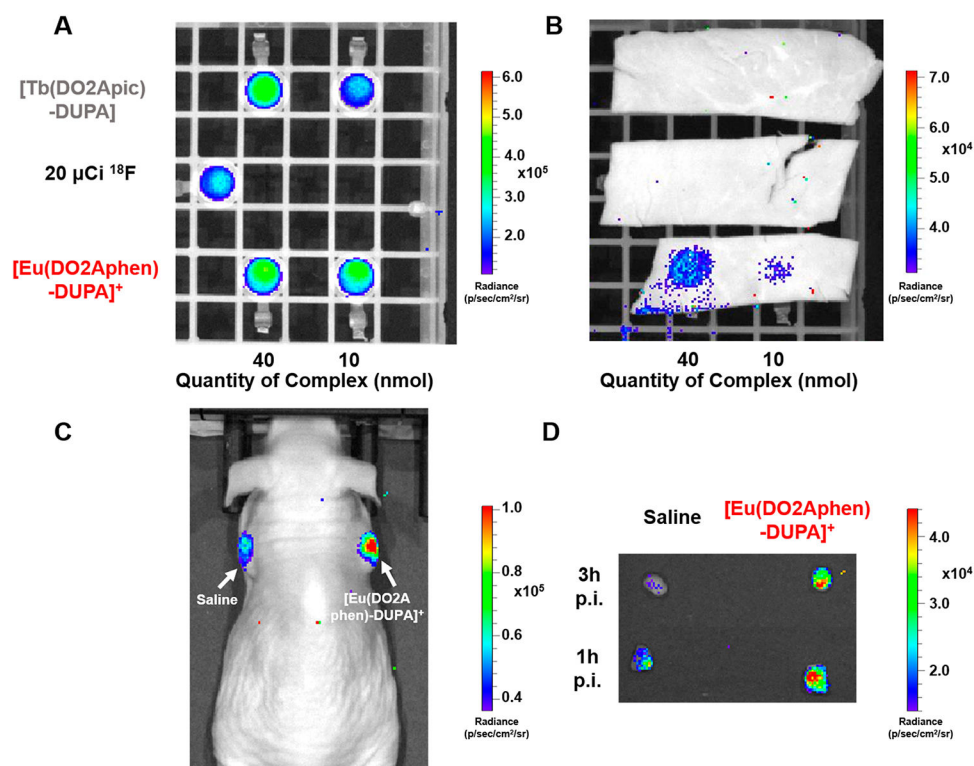 A
[Tb(DO2Apic)
-DUPA]
20 µCi ¹⁸F
[Eu(DO2Aphen)
-DUPA]⁺
40 10
Quantity of Complex (nmol)
6.0
5.0
4.0
x10⁵
3.0
2.0
Radiance
(p/sec/cm²/sr)
B
40 10
Quantity of Complex (nmol)
7.0
6.0
x10⁴
5.0
4.0
Radiance
(p/sec/cm²/sr)
C
Saline
[Eu(DO2A
phen)-DUPA]⁺
1.0
0.8
x10⁵
0.6
0.4
Radiance
(p/sec/cm²/sr)
D
Saline
[Eu(DO2Aphen)
-DUPA]⁺
3h
p.i.
1h
p.i.
4.0
x10⁴
3.0
2.0
Radiance
(p/sec/cm²/sr)